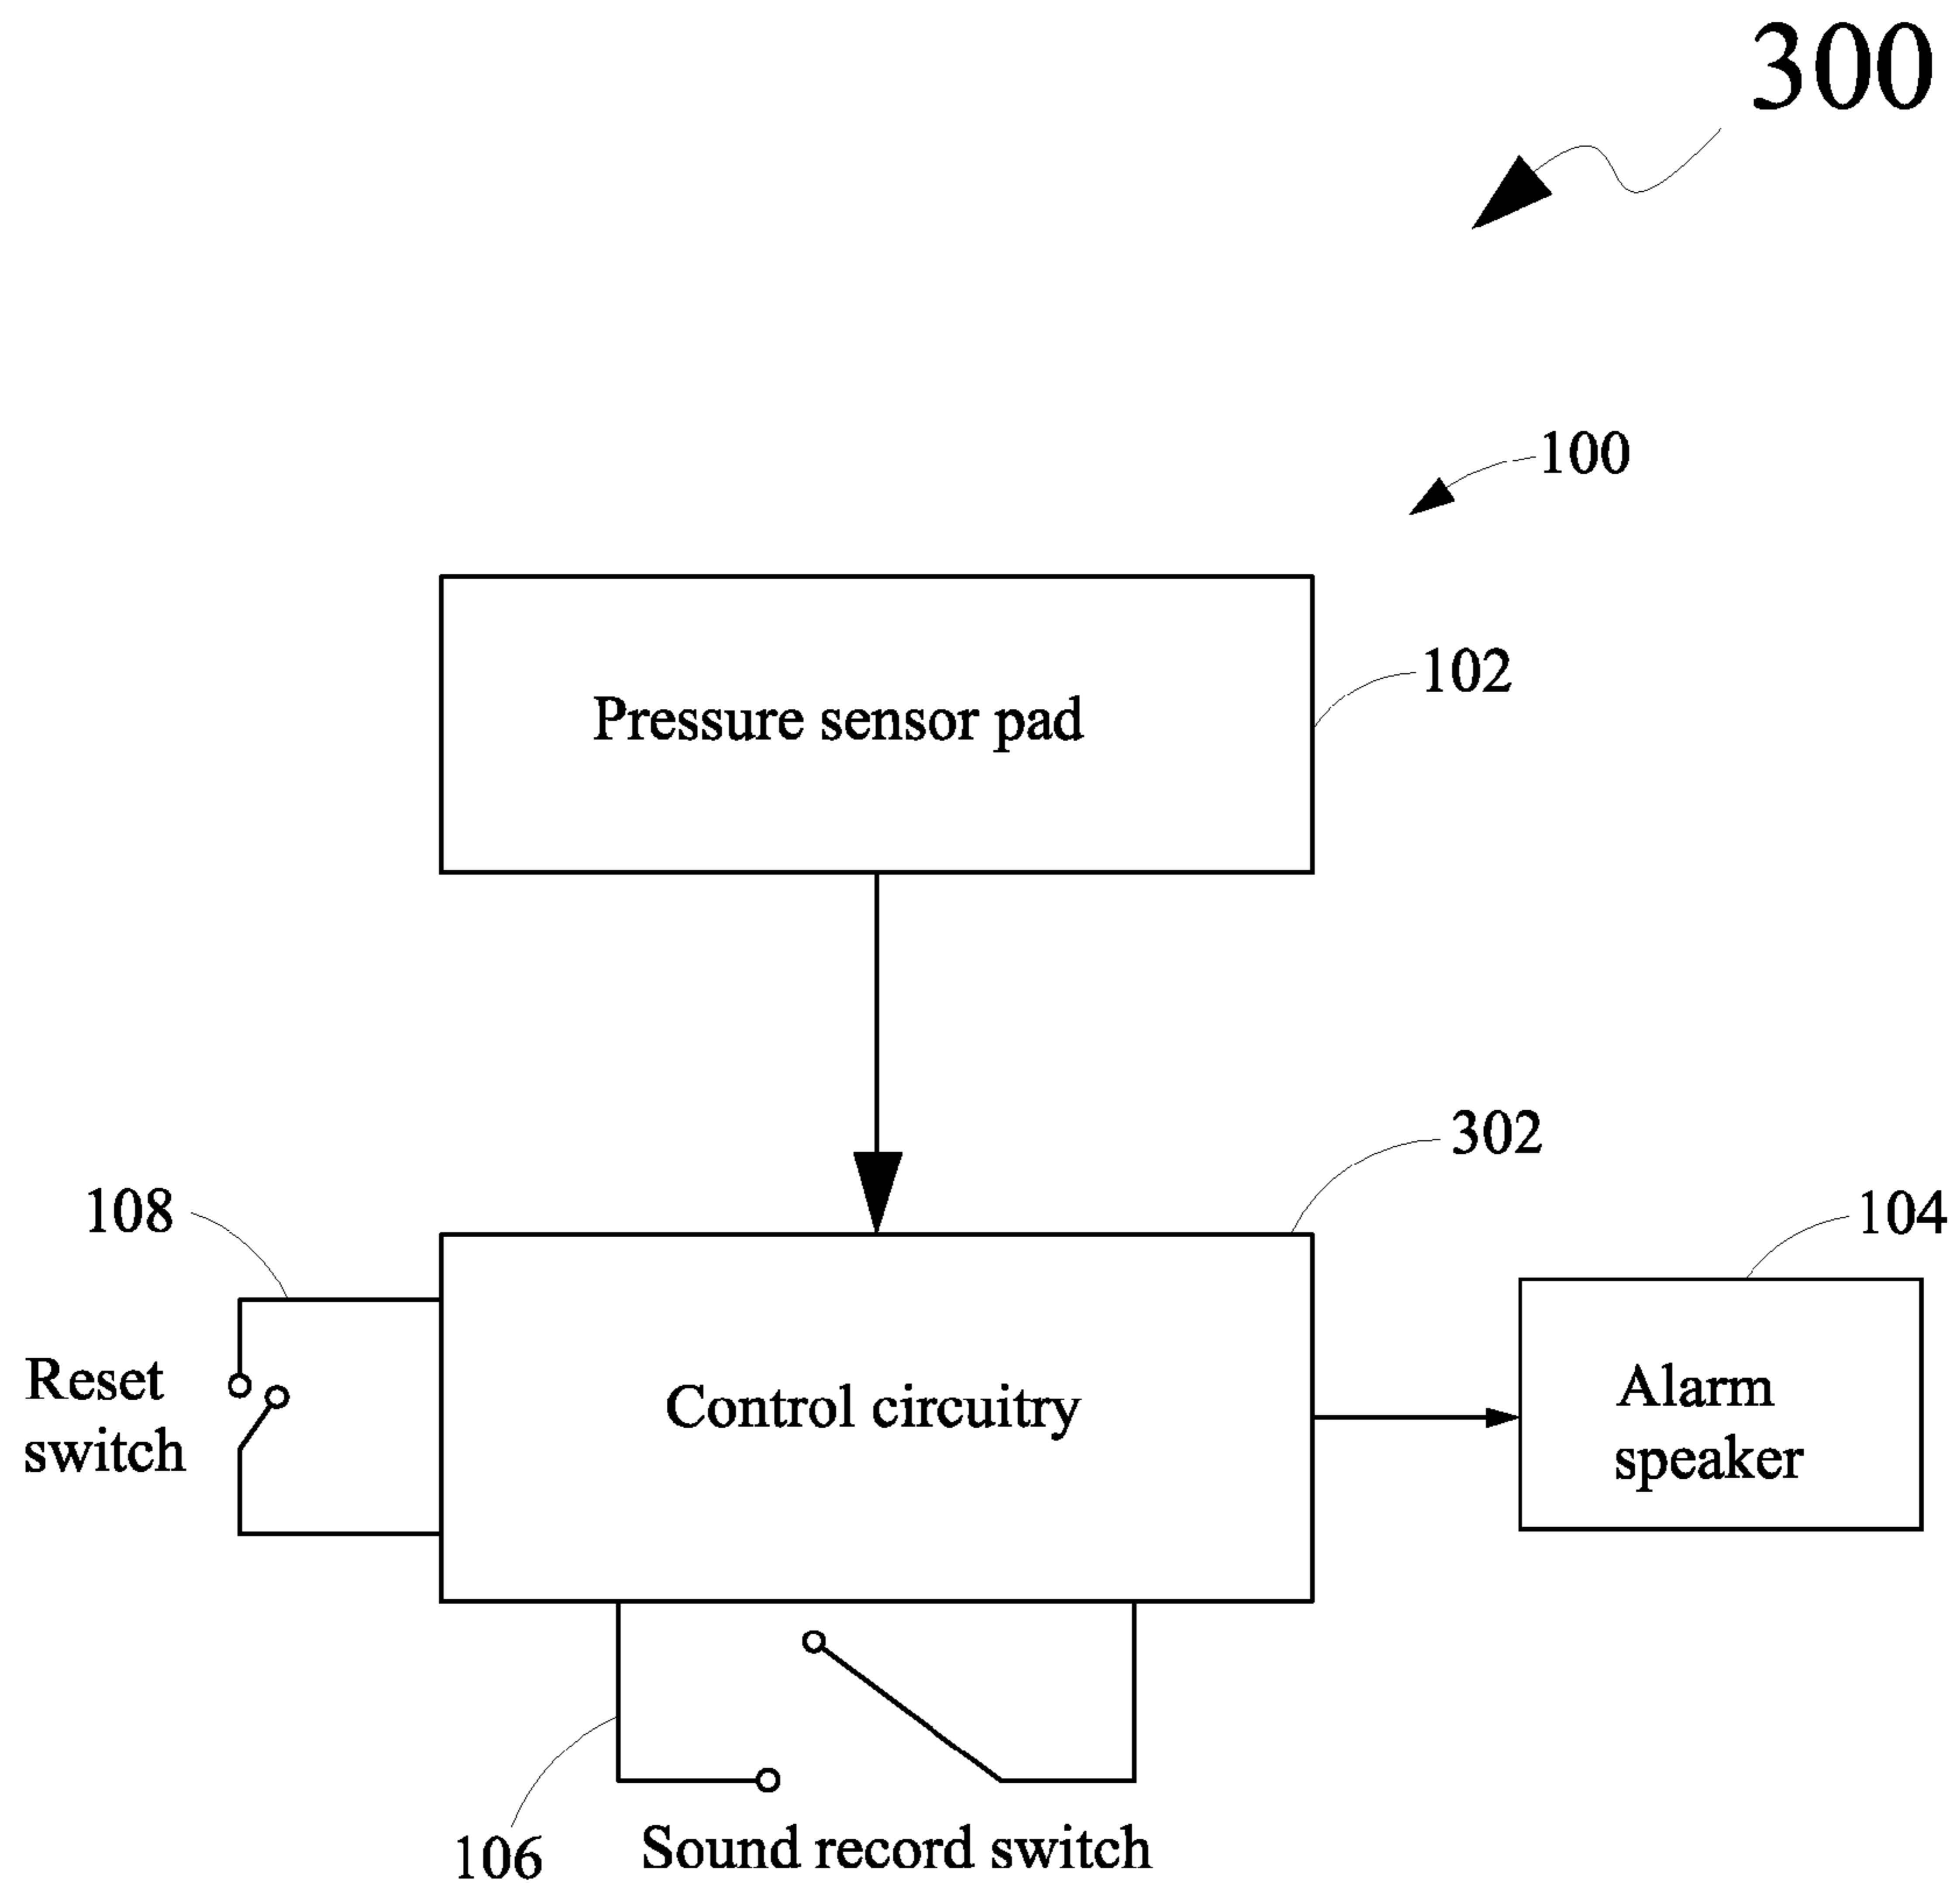 300
100
102
Pressure sensor pad
302
108
104
Reset
switch
Control circuitry
Alarm
speaker
106
Sound record switch